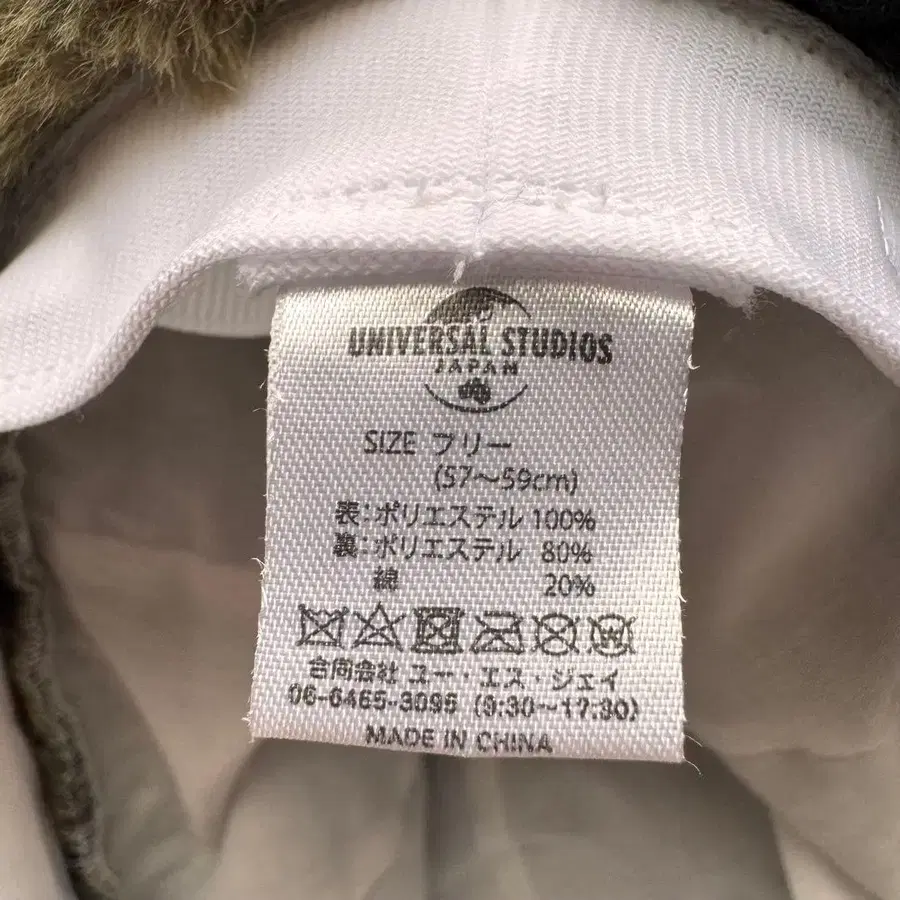 UNIVERSAL STUDIOS
JAPAN
SIZE フリー
(57～59cm)
表:ポリエステル 100%
裏:ポリエステル 80%
綿 20%
合同会社 ユー・エス・ジェイ
06-6465-3095 (9:30～17:30)
MADE IN CHINA